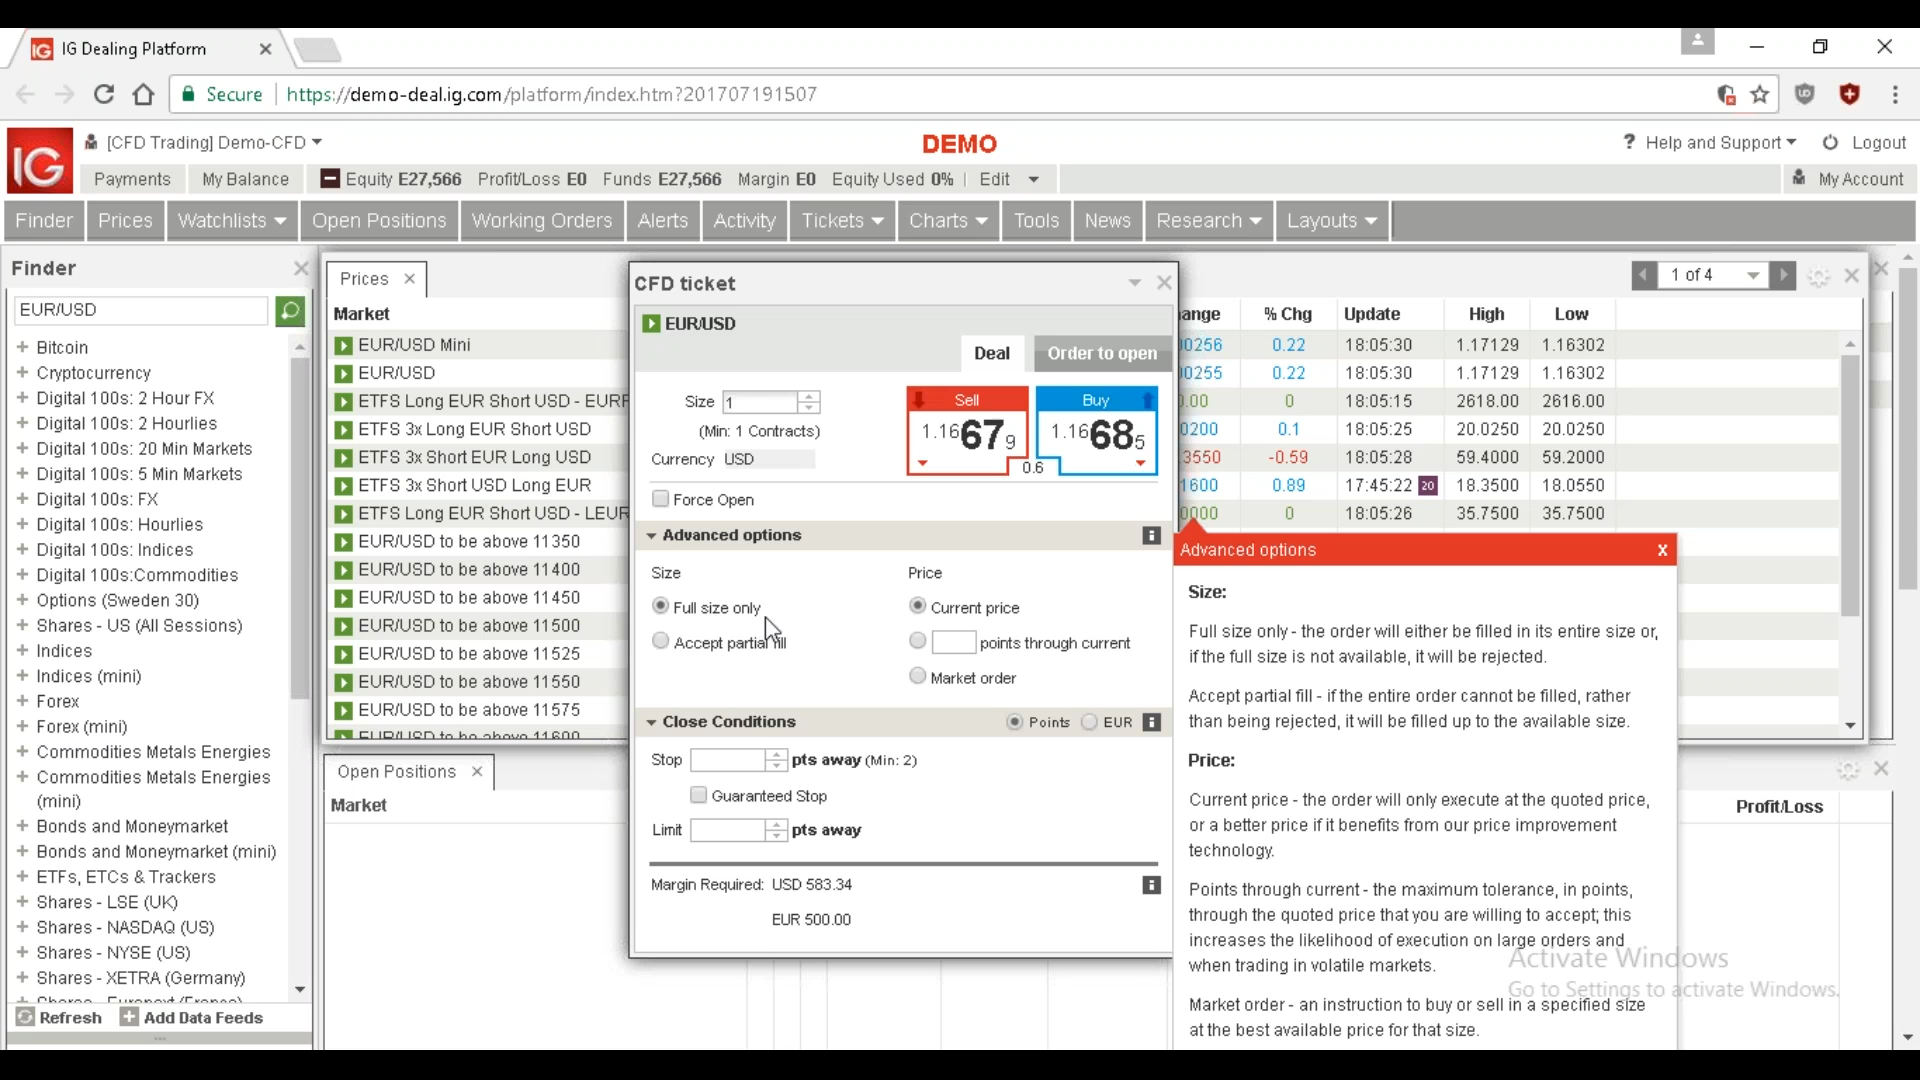 IG IG Dealing Platform
Secure https://demo-deal.ig.com/platform/index.htm?201707191507
IG
[CFD Trading] Demo-CFD
DEMO
? Help and Support
Logout
Payments My Balance Equity E27,566 Profit/Loss E0 Funds E27,566 Margin E0 Equity Used 0% Edit My Account
Finder Prices Watchlists Open Positions Working Orders Alerts Activity Tickets Charts Tools News Research Layouts
Finder
EUR/USD
Bitcoin
Cryptocurrency
Digital 100s: 2 Hour FX
Digital 100s: 2 Hourlies
Digital 100s: 20 Min Markets
Digital 100s: 5 Min Markets
Digital 100s: FX
Digital 100s: Hourlies
Digital 100s: Indices
Digital 100s:Commodities
Options (Sweden 30)
Shares - US (All Sessions)
Indices
Indices (mini)
Forex
Forex (mini)
Commodities Metals Energies
Commodities Metals Energies
(mini)
Bonds and Moneymarket
Bonds and Moneymarket (mini)
ETFs, ETCs & Trackers
Shares - LSE (UK)
Shares - NASDAQ (US)
Shares - NYSE (US)
Shares - XETRA (Germany)
Shares - Euronext (France)
Refresh Add Data Feeds
Prices
1 of 4
Market
EUR/USD Mini
EUR/USD
ETFS Long EUR Short USD - EURF
ETFS 3x Long EUR Short USD
ETFS 3x Short EUR Long USD
ETFS 3x Short USD Long EUR
ETFS Long EUR Short USD - LEUR
EUR/USD to be above 11350
EUR/USD to be above 11400
EUR/USD to be above 11450
EUR/USD to be above 11500
EUR/USD to be above 11525
EUR/USD to be above 11550
EUR/USD to be above 11575
EUR/USD to be above 11600
ange % Chg Update High Low
00256 0.22 18:05:30 1.17129 1.16302
00255 0.22 18:05:30 1.17129 1.16302
0.00 0 18:05:15 2618.00 2616.00
0200 0.1 18:05:25 20.0250 20.0250
3550 -0.59 18:05:28 59.4000 59.2000
1600 0.89 17:45:22 20 18.3500 18.0550
0000 0 18:05:26 35.7500 35.7500
Open Positions
Market
Profit/Loss
CFD ticket
EUR/USD
Deal Order to open
Size 1
(Min: 1 Contracts)
Currency USD
Sell
1.16679
Buy
1.16685
0.6
Force Open
Advanced options
Size Price
Full size only Current price
Accept partial fill points through current
Market order
Close Conditions Points EUR
Stop pts away (Min: 2)
Guaranteed Stop
Limit pts away
Margin Required: USD 583.34
EUR 500.00
Advanced options x
Size:
Full size only - the order will either be filled in its entire size or,
if the full size is not available, it will be rejected.
Accept partial fill - if the entire order cannot be filled, rather
than being rejected, it will be filled up to the available size.
Price:
Current price - the order will only execute at the quoted price,
or a better price if it benefits from our price improvement
technology.
Points through current - the maximum tolerance, in points,
through the quoted price that you are willing to accept; this
increases the likelihood of execution on large orders and
when trading in volatile markets.
Market order - an instruction to buy or sell in a specified size
at the best available price for that size.
Activate Windows
Go to Settings to activate Windows.